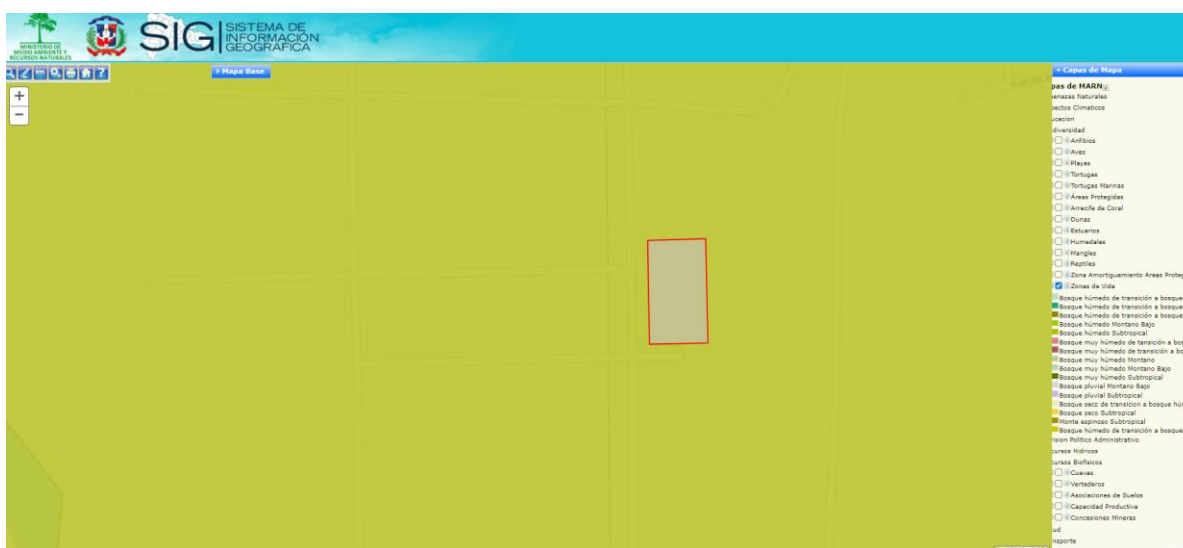 MINISTERIO DE
MEDIO AMBIENTE Y
RECURSOS NATURALES
SIG
SISTEMA DE
INFORMACIÓN
GEOGRÁFICA
Mapa Base
+
−
Capas de Mapa
pas de MARN
enazas Naturales
pectos Climaticos
ucacion
diversidad
Anfibios
Aves
Playas
Tortugas
Tortugas Marinas
Áreas Protegidas
Arrecife de Coral
Dunas
Estuarios
Humedales
Mangles
Reptiles
Zona Amortiguamiento Areas Proteg
Zonas de Vida
Bosque húmedo de transición a bosque
Bosque húmedo de transición a bosque
Bosque húmedo de transición a bosque
Bosque húmedo Montano Bajo
Bosque húmedo Subtropical
Bosque muy húmedo de tansición a bos
Bosque muy húmedo de transición a bo
Bosque muy húmedo Montano
Bosque muy húmedo Montano Bajo
Bosque muy húmedo Subtropical
Bosque pluvial Montano Bajo
Bosque pluvial Subtropical
Bosque seco de transicion a bosque hú
Bosque seco Subtropical
Monte espinoso Subtropical
Bosque húmedo de transición a bosque
ision Politico Administrativo
cursos Hidricos
cursos Biofisicos
Cuevas
Vertederos
Asociaciones de Suelos
Capacidad Productiva
Concesiones Mineras
ud
nsporte